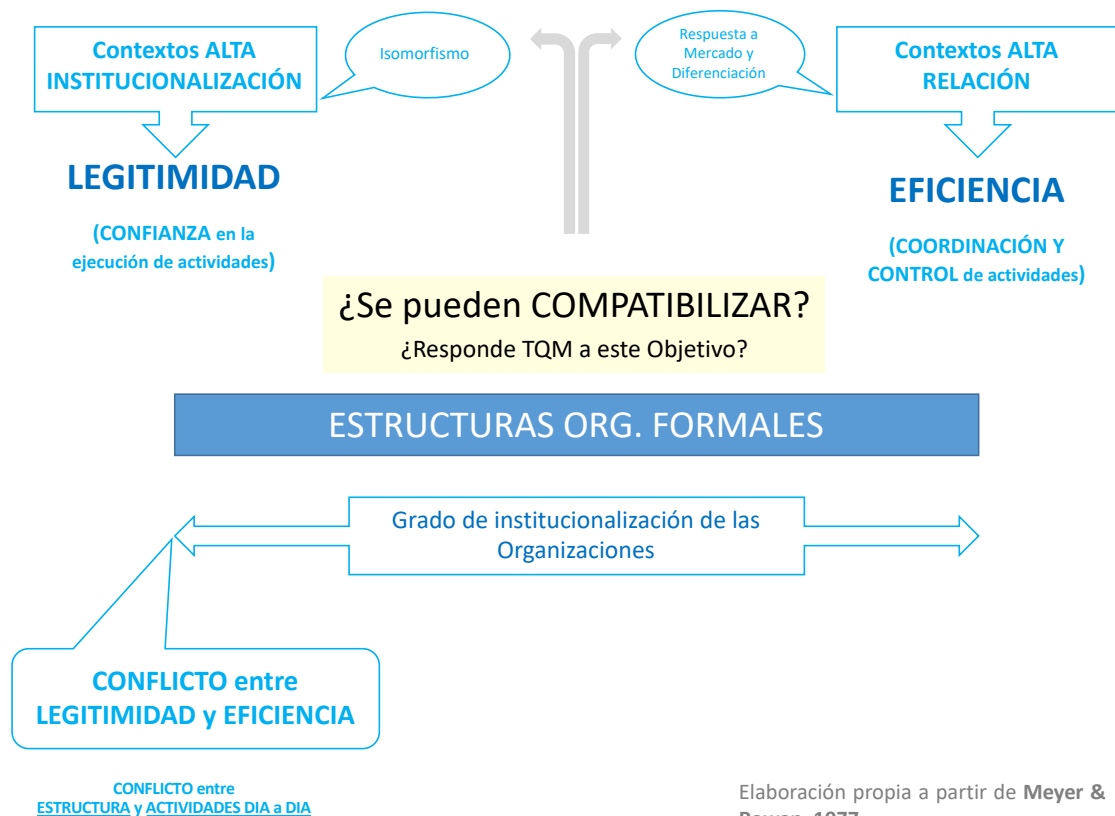 Contextos ALTA
INSTITUCIONALIZACIÓN
Isomorfismo
Respuesta a
Mercado y
Diferenciación
Contextos ALTA
RELACIÓN
LEGITIMIDAD
(CONFIANZA en la
ejecución de actividades)
EFICIENCIA
(COORDINACIÓN Y
CONTROL de actividades)
¿Se pueden COMPATIBILIZAR?
¿Responde TQM a este Objetivo?
ESTRUCTURAS ORG. FORMALES
Grado de institucionalización de las
Organizaciones
CONFLICTO entre
LEGITIMIDAD y EFICIENCIA
CONFLICTO entre
ESTRUCTURA y ACTIVIDADES DIA a DIA
Elaboración propia a partir de Meyer &
Rowan, 1977